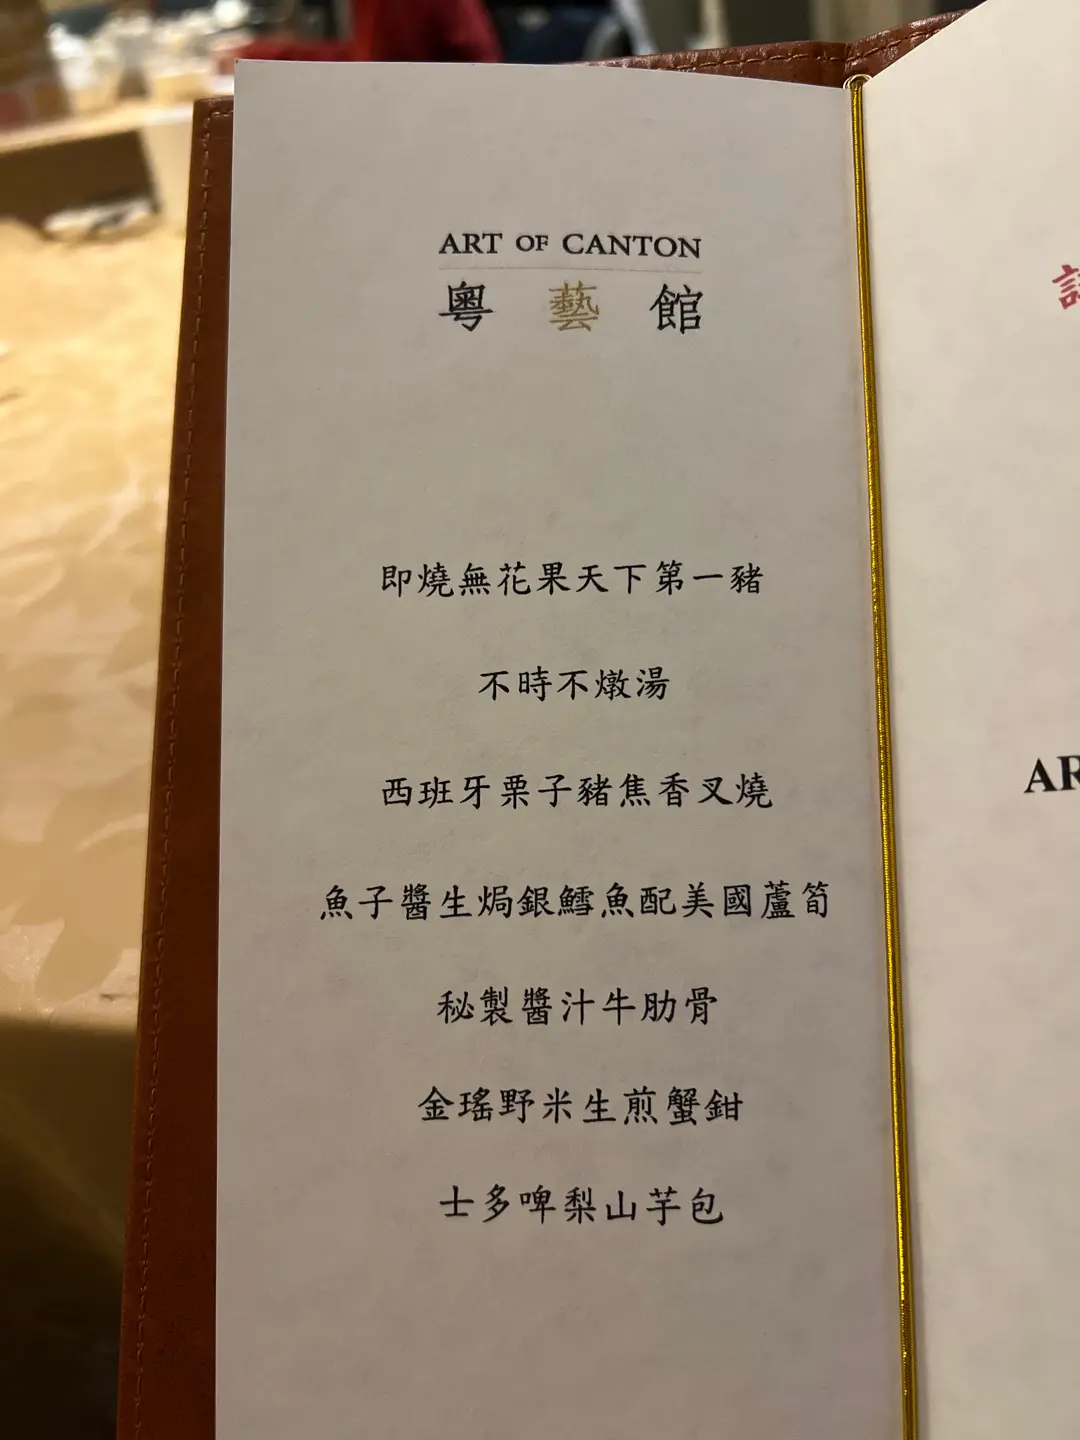 ART OF CANTON
粵藝館
即燒無花果天下第一豬
不時不燉湯
西班牙栗子豬焦香叉燒
魚子醬生焗銀鱈魚配美國蘆筍
秘製醬汁牛肋骨
金瑤野米生煎蟹鉗
士多啤梨山芋包
AR